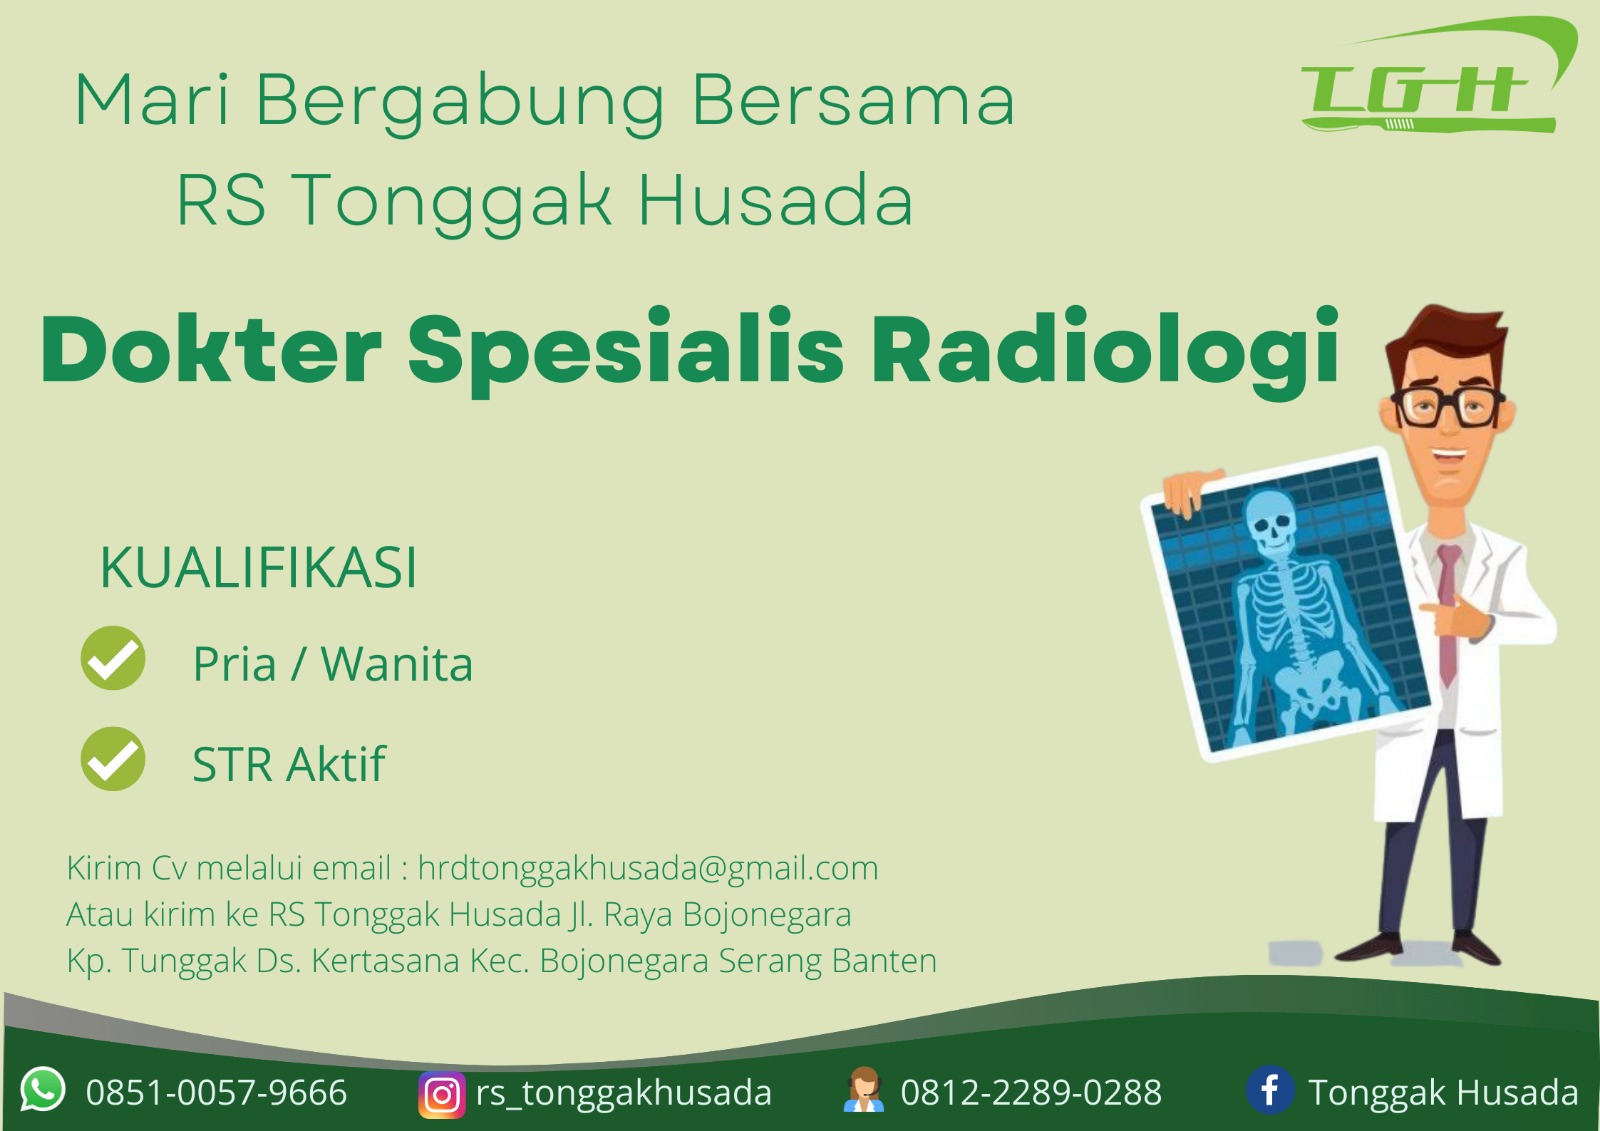 TGH
Mari Bergabung Bersama
RS Tonggak Husada
Dokter Spesialis Radiologi
KUALIFIKASI
Pria / Wanita
STR Aktif
Kirim Cv melalui email : hrdtonggakhusada@gmail.com
Atau kirim ke RS Tonggak Husada Jl. Raya Bojonegara
Kp. Tunggak Ds. Kertasana Kec. Bojonegara Serang Banten
0851-0057-9666
rs_tonggakhusada
0812-2289-0288
Tonggak Husada